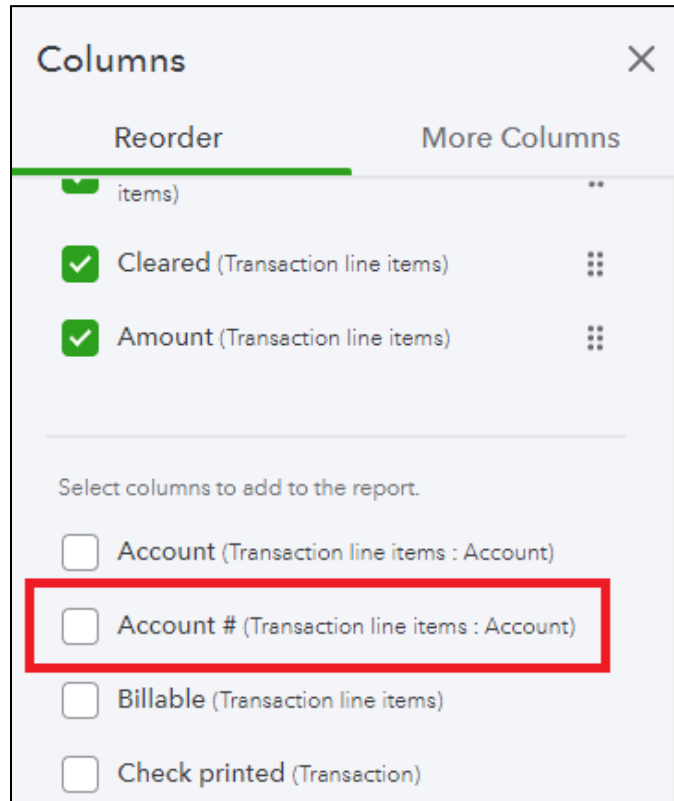 Columns
Reorder
More Columns
items)
Cleared (Transaction line items)
Amount (Transaction line items)
Select columns to add to the report.
Account (Transaction line items : Account)
Account # (Transaction line items : Account)
Billable (Transaction line items)
Check printed (Transaction)